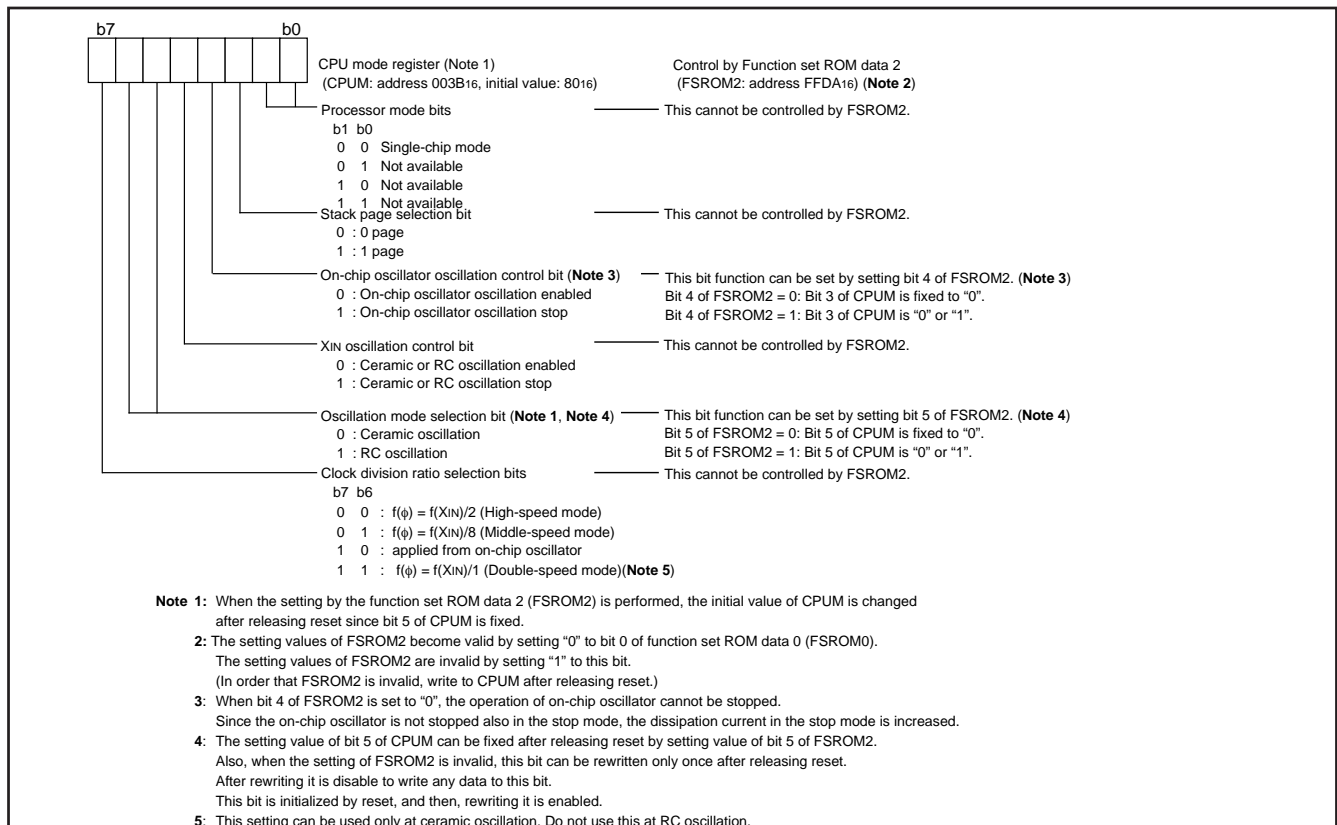 b7 b0
CPU mode register (Note 1) Control by Function set ROM data 2
(CPUM: address 003B16, initial value: 8016) (FSROM2: address FFDA16) (Note 2)
Processor mode bits This cannot be controlled by FSROM2.
b1 b0
0 0 Single-chip mode
0 1 Not available
1 0 Not available
1 1 Not available
Stack page selection bit This cannot be controlled by FSROM2.
0 : 0 page
1 : 1 page
On-chip oscillator oscillation control bit (Note 3) This bit function can be set by setting bit 4 of FSROM2. (Note 3)
0 : On-chip oscillator oscillation enabled Bit 4 of FSROM2 = 0: Bit 3 of CPUM is fixed to “0”.
1 : On-chip oscillator oscillation stop Bit 4 of FSROM2 = 1: Bit 3 of CPUM is “0” or “1”.
XIN oscillation control bit This cannot be controlled by FSROM2.
0 : Ceramic or RC oscillation enabled
1 : Ceramic or RC oscillation stop
Oscillation mode selection bit (Note 1, Note 4) This bit function can be set by setting bit 5 of FSROM2. (Note 4)
0 : Ceramic oscillation Bit 5 of FSROM2 = 0: Bit 5 of CPUM is fixed to “0”.
1 : RC oscillation Bit 5 of FSROM2 = 1: Bit 5 of CPUM is “0” or “1”.
Clock division ratio selection bits This cannot be controlled by FSROM2.
b7 b6
0 0 : f(φ) = f(XIN)/2 (High-speed mode)
0 1 : f(φ) = f(XIN)/8 (Middle-speed mode)
1 0 : applied from on-chip oscillator
1 1 : f(φ) = f(XIN)/1 (Double-speed mode)(Note 5)
Note 1: When the setting by the function set ROM data 2 (FSROM2) is performed, the initial value of CPUM is changed
after releasing reset since bit 5 of CPUM is fixed.
2: The setting values of FSROM2 become valid by setting “0” to bit 0 of function set ROM data 0 (FSROM0).
The setting values of FSROM2 are invalid by setting “1” to this bit.
(In order that FSROM2 is invalid, write to CPUM after releasing reset.)
3: When bit 4 of FSROM2 is set to “0”, the operation of on-chip oscillator cannot be stopped.
Since the on-chip oscillator is not stopped also in the stop mode, the dissipation current in the stop mode is increased.
4: The setting value of bit 5 of CPUM can be fixed after releasing reset by setting value of bit 5 of FSROM2.
Also, when the setting of FSROM2 is invalid, this bit can be rewritten only once after releasing reset.
After rewriting it is disable to write any data to this bit.
This bit is initialized by reset, and then, rewriting it is enabled.
5: This setting can be used only at ceramic oscillation. Do not use this at RC oscillation.